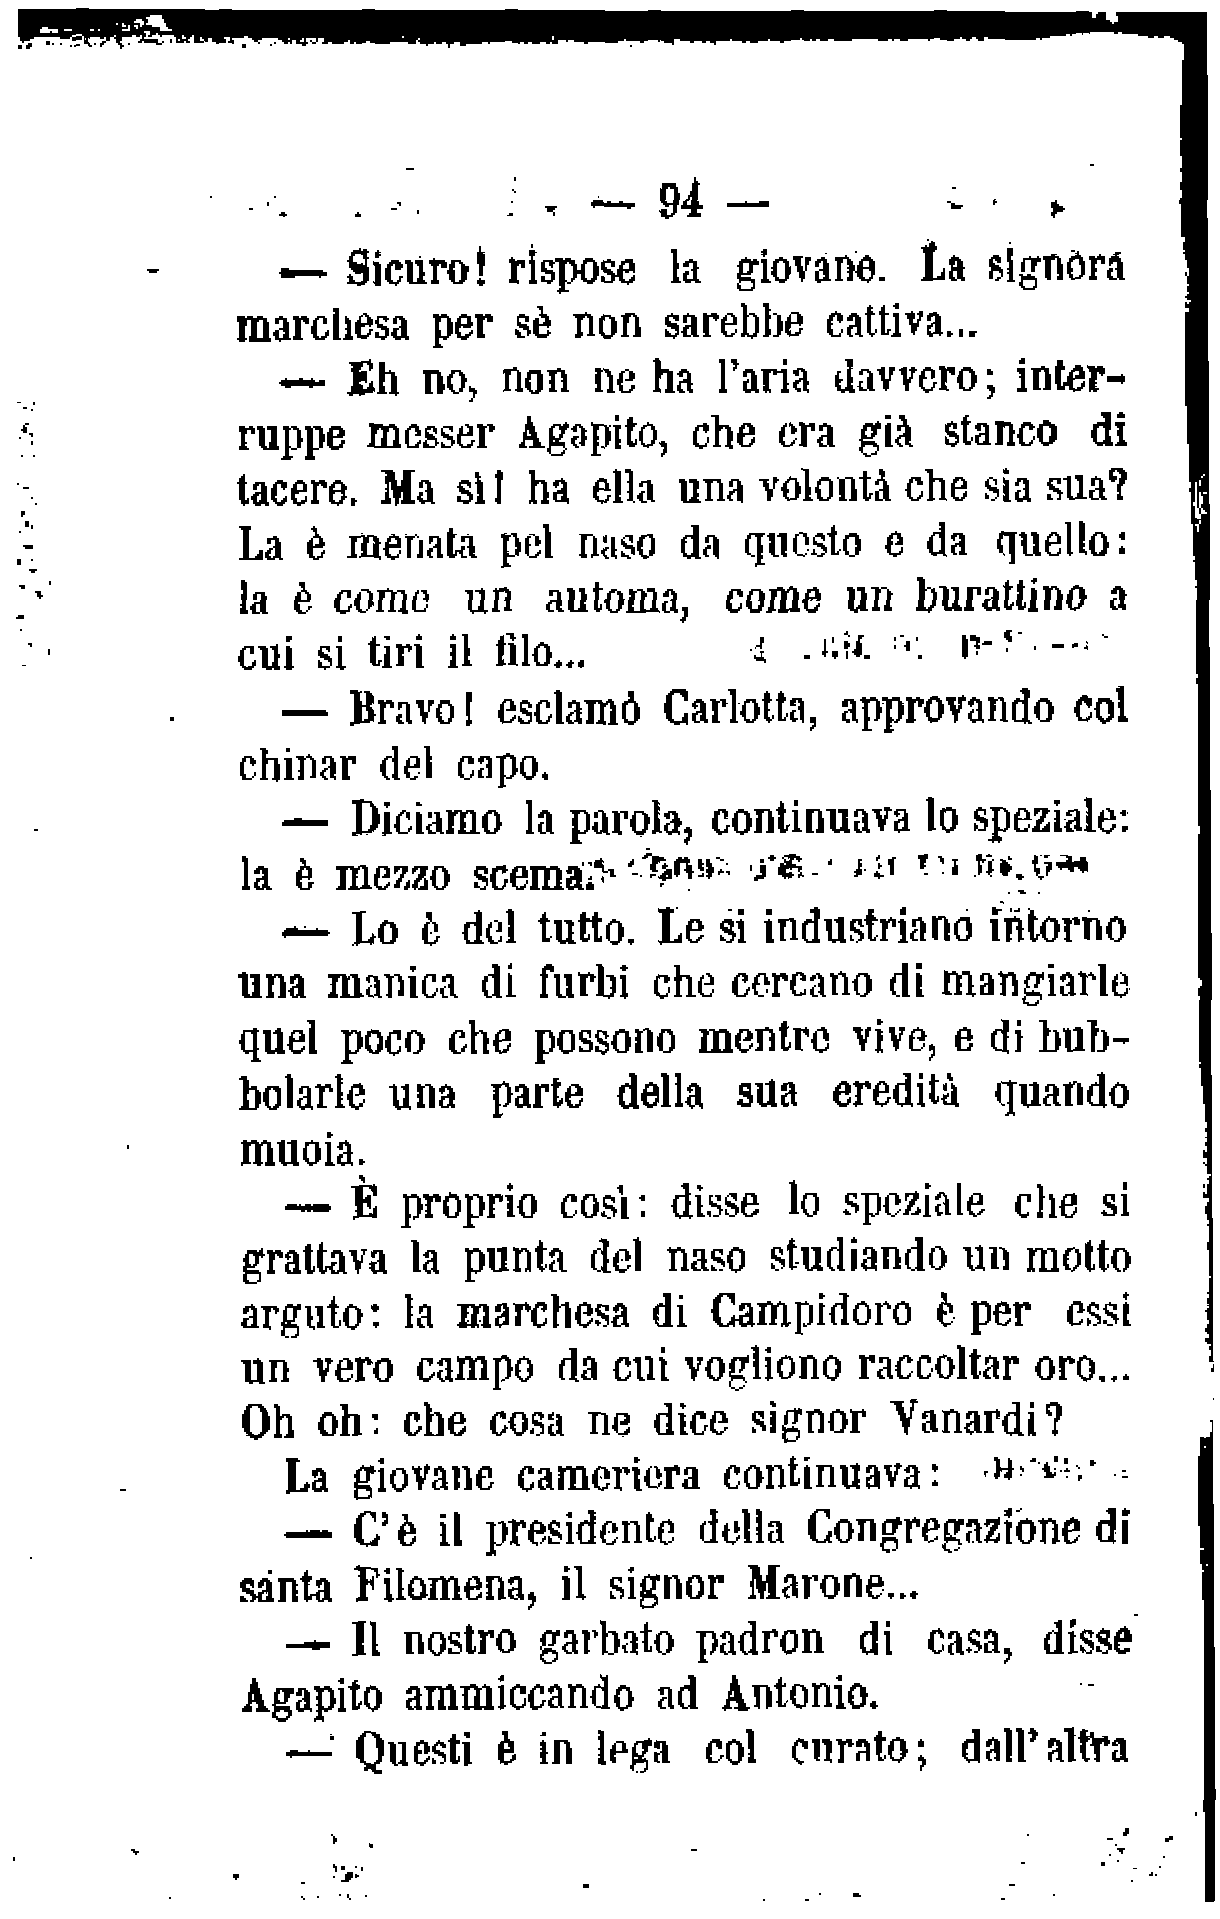 — 94 —
— Sicuro! rispose la giovane. La signora
marchesa per sè non sarebbe cattiva...
— Eh no, non ne ha l'aria davvero; inter-
ruppe messer Agapito, che era già stanco di
tacere. Ma sì! ha ella una volontà che sia sua?
La è menata pel naso da questo e da quello:
la è come un automa, come un burattino a
cui si tiri il filo...
— Bravo! esclamò Carlotta, approvando col
chinar del capo.
— Diciamo la parola, continuava lo speziale:
la è mezzo scema.
— Lo è del tutto. Le si industriano intorno
una manica di furbi che cercano di mangiarle
quel poco che possono mentre vive, e di bub-
bolarle una parte della sua eredità quando
muoia.
— È proprio così: disse lo speziale che si
grattava la punta del naso studiando un motto
arguto: la marchesa di Campidoro è per essi
un vero campo da cui vogliono raccoltar oro...
Oh oh: che cosa ne dice signor Vanardi?
La giovane cameriera continuava:
— C'è il presidente della Congregazione di
santa Filomena, il signor Marone...
— Il nostro garbato padron di casa, disse
Agapito ammiccando ad Antonio.
— Questi è in lega col curato; dall'altra